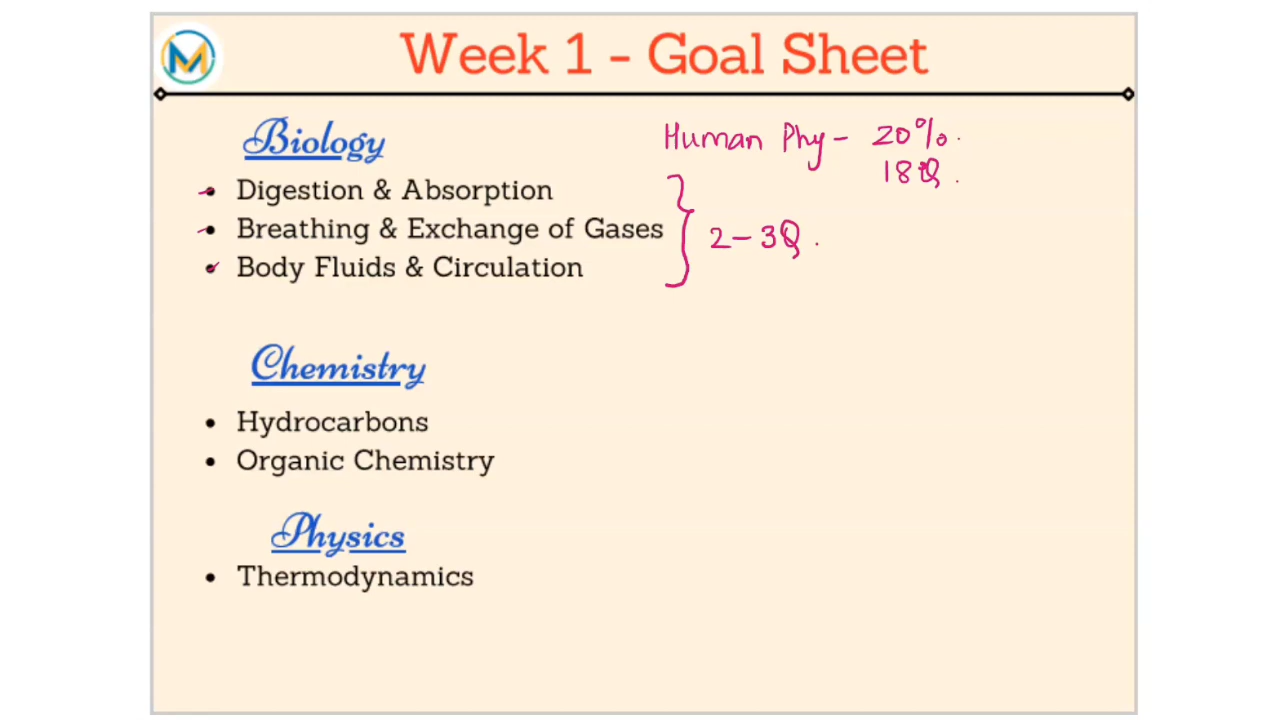 Week 1 - Goal Sheet
Biology
Human Phy - 20%.
18Q.
• Digestion & Absorption
• Breathing & Exchange of Gases
• Body Fluids & Circulation
2-3Q.
Chemistry
• Hydrocarbons
• Organic Chemistry
Physics
• Thermodynamics